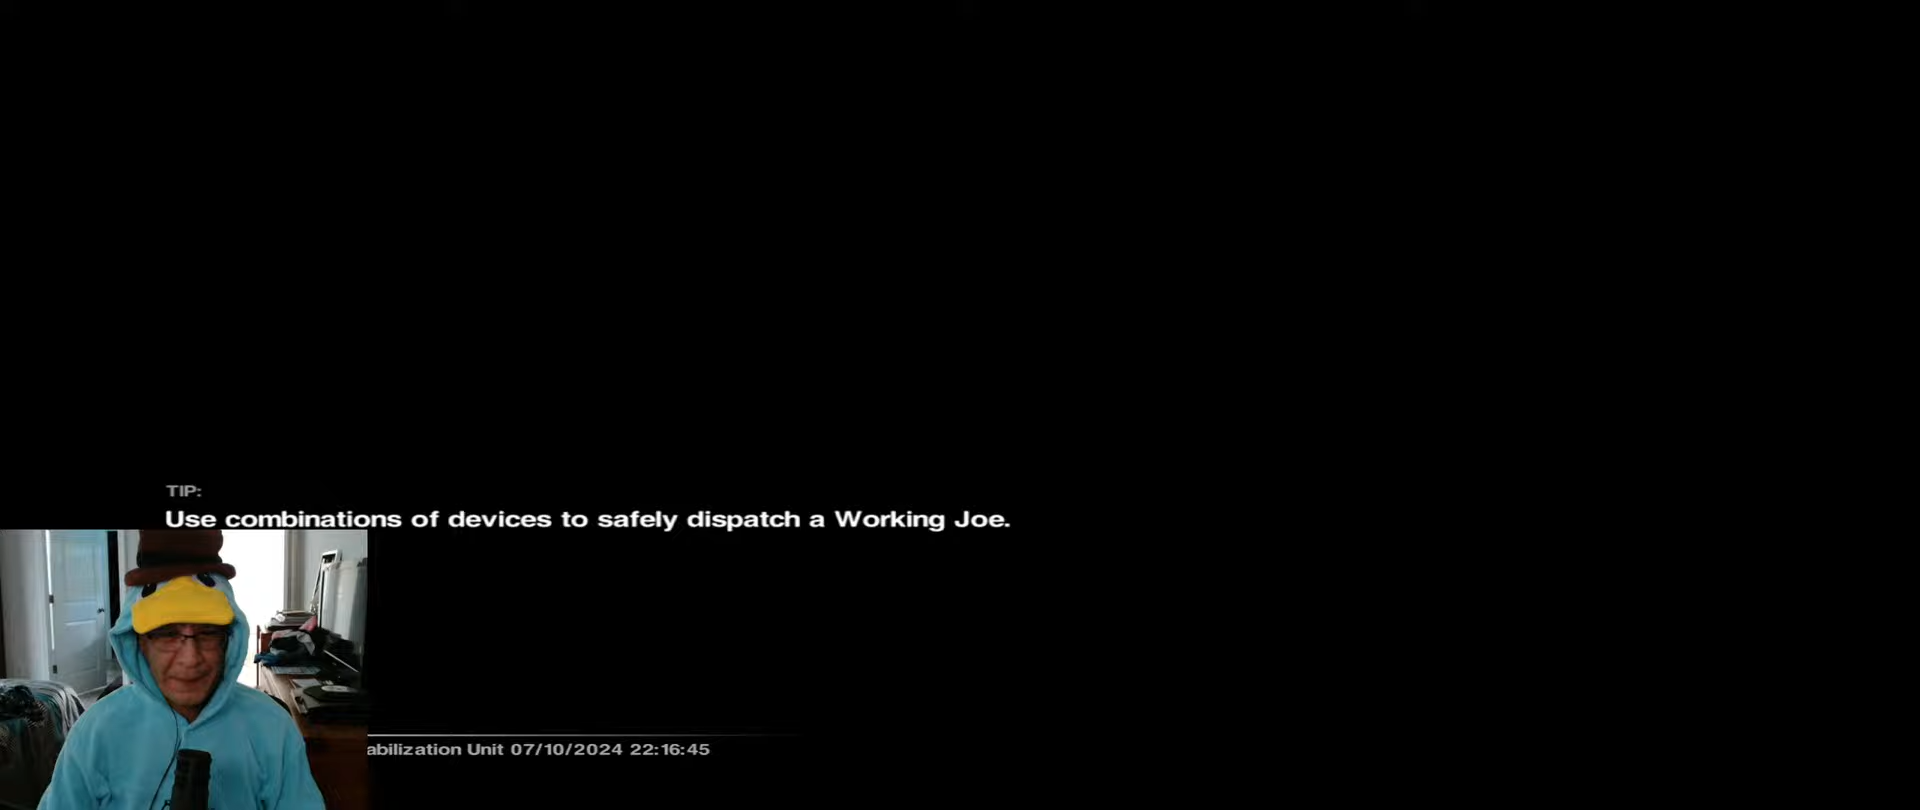 TIP:
Use combinations of devices to safely dispatch a Working Joe.
abilization Unit 07/10/2024 22:16:45